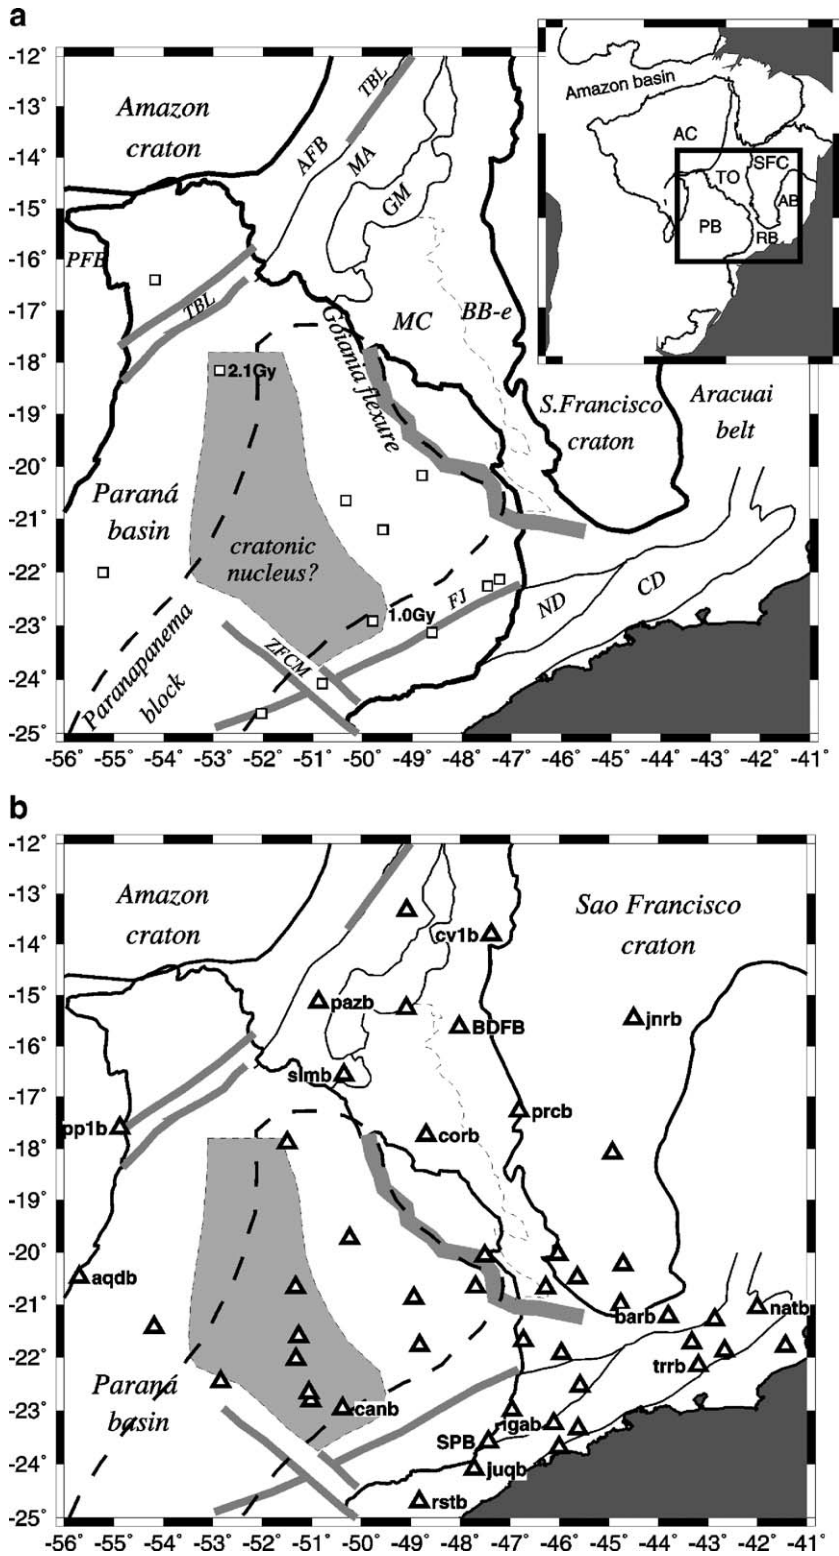 a
-12°
-13°
-14°
-15°
-16°
-17°
-18°
-19°
-20°
-21°
-22°
-23°
-24°
-25°
Amazon
craton
TBL
AFB
MA
GM
PFB
TBL
MC
BB-e
Goiania flexure
2.1Gy
S.Francisco
craton
Aracuai
belt
Paraná
basin
cratonic
nucleus?
1.0Gy
FJ
ND
CD
ZFCM
Paranapanema
block
-56 -55 -54 -53 -52 -51 -50 -49 -48 -47 -46 -45 -44 -43 -42 -41
Amazon basin
AC
SFC
TO
AB
PB
RB
b
-12°
-13°
-14°
-15°
-16°
-17°
-18°
-19°
-20°
-21°
-22°
-23°
-24°
-25°
Amazon
craton
Sao Francisco
craton
cv1b
pazb
BDFB
jnrb
slmb
prcb
pp1b
corb
aqdb
barb
natb
trrb
Paraná
basin
canb
igab
SPB
juqb
rstb
-56° -55° -54° -53° -52° -51° -50° -49° -48° -47° -46° -45° -44° -43° -42° -41°